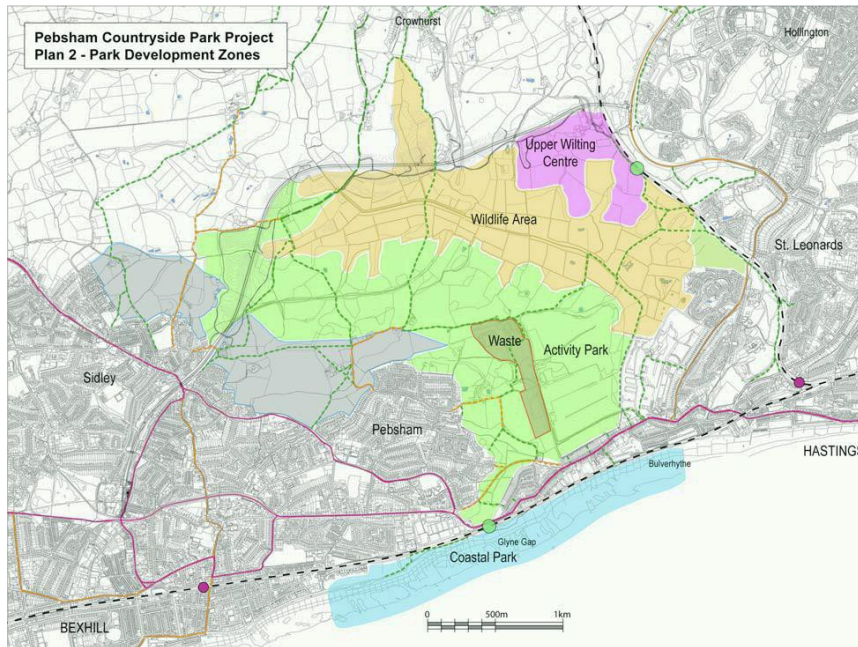 Pebsham Countryside Park Project
Plan 2 - Park Development Zones
Crowhurst
Hollington
Upper Wilting
Centre
Wildlife Area
St. Leonards
Waste
Activity Park
Sidley
Pebsham
HASTINGS
Bulverhythe
Glyne Gap
Coastal Park
BEXHILL
0 500m 1km